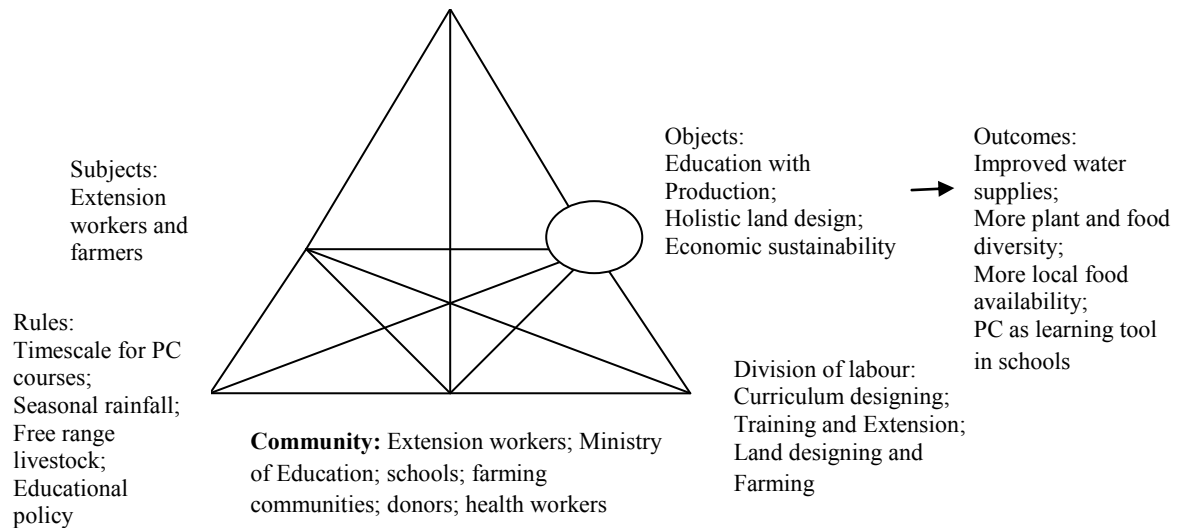 Subjects:
Extension
workers and
farmers
Objects:
Education with
Production;
Holistic land design;
Economic sustainability
Outcomes:
Improved water
supplies;
More plant and food
diversity;
More local food
availability;
PC as learning tool
in schools
Rules:
Timescale for PC
courses;
Seasonal rainfall;
Free range
livestock;
Educational
policy
Community: Extension workers; Ministry
of Education; schools; farming
communities; donors; health workers
Division of labour:
Curriculum designing;
Training and Extension;
Land designing and
Farming